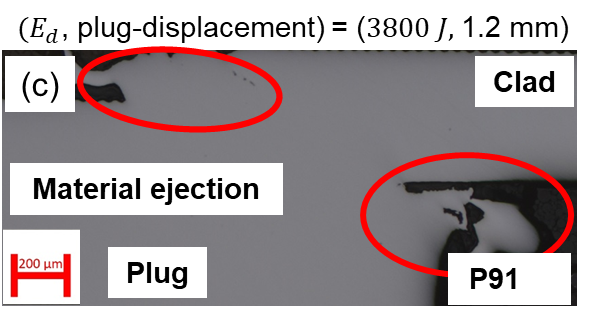 (E_d, plug-displacement) = (3800 J, 1.2 mm)
(c)
Clad
Material ejection
200 μm
Plug
P91